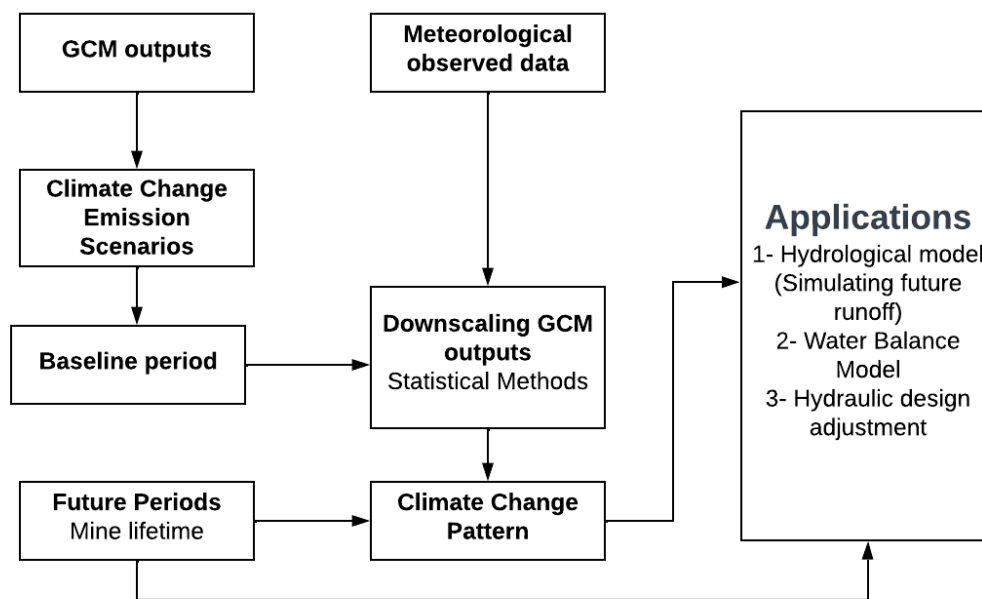 GCM outputs
Meteorological
observed data
Climate Change
Emission
Scenarios
Applications
1- Hydrological model
(Simulating future
runoff)
2- Water Balance
Model
3- Hydraulic design
adjustment
Downscaling GCM
outputs
Statistical Methods
Baseline period
Future Periods
Mine lifetime
Climate Change
Pattern